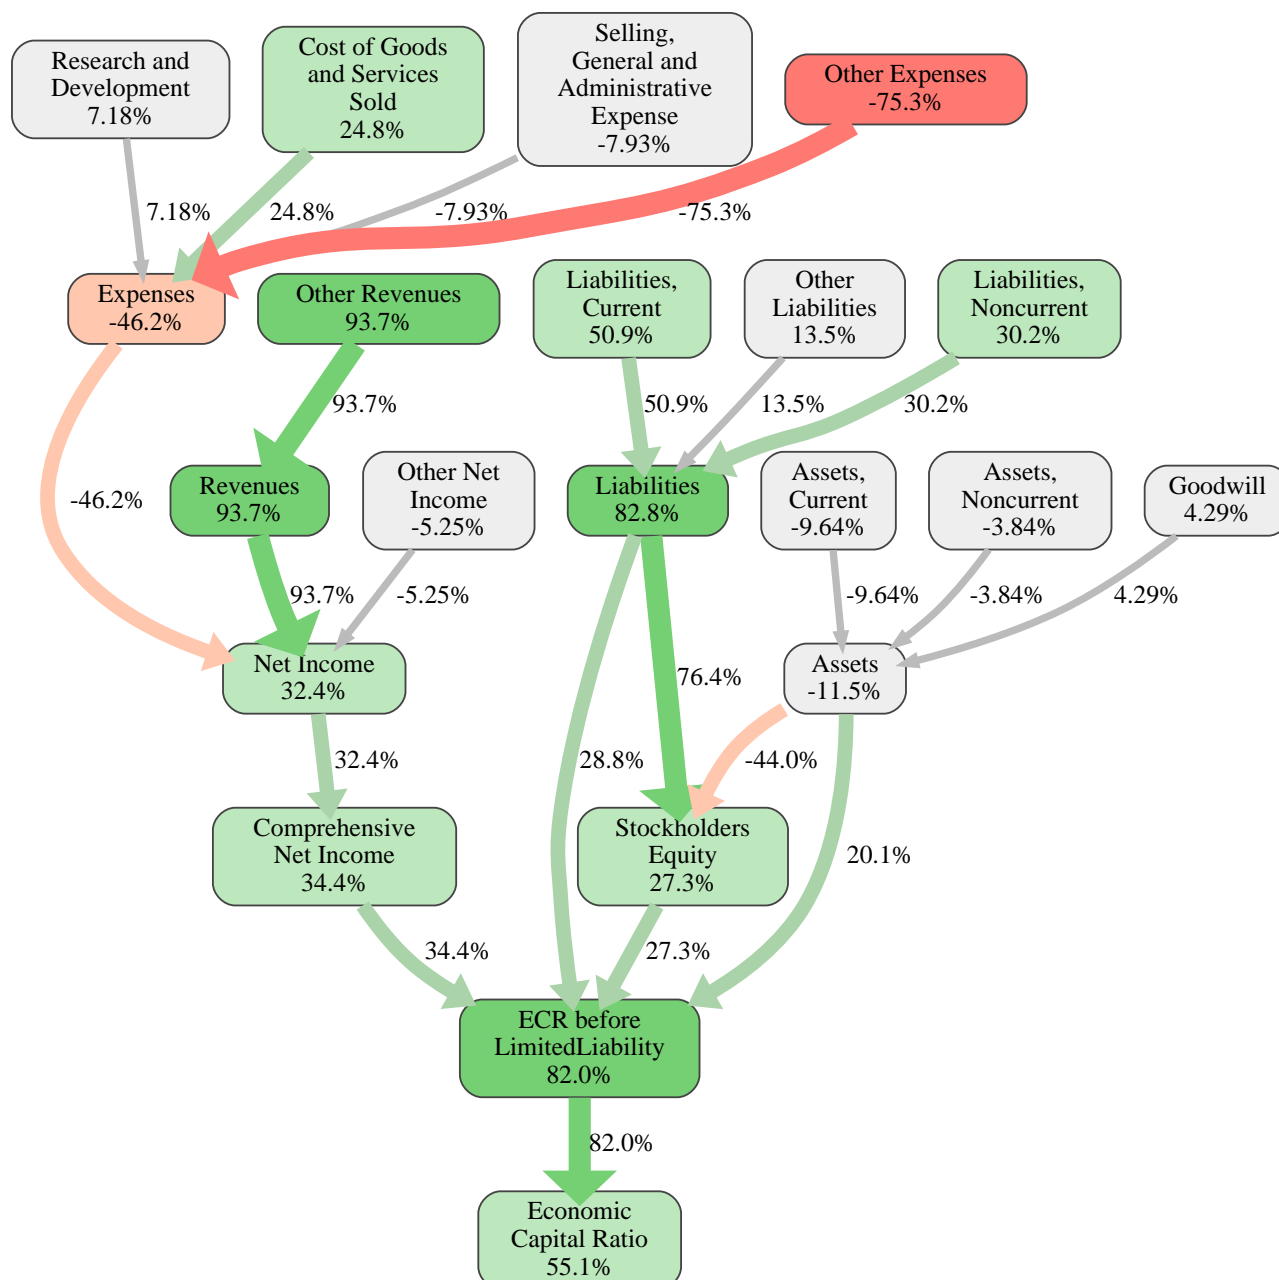 Research and
Development
7.18%
Cost of Goods
and Services
Sold
24.8%
Selling,
General and
Administrative
Expense
-7.93%
Other Expenses
-75.3%
7.18%
24.8%
-7.93%
-75.3%
Expenses
-46.2%
Other Revenues
93.7%
Liabilities,
Current
50.9%
Other
Liabilities
13.5%
Liabilities,
Noncurrent
30.2%
93.7%
50.9%
13.5%
30.2%
-46.2%
Revenues
93.7%
Other Net
Income
-5.25%
Liabilities
82.8%
Assets,
Current
-9.64%
Assets,
Noncurrent
-3.84%
Goodwill
4.29%
93.7%
-5.25%
-9.64%
-3.84%
4.29%
Net Income
32.4%
76.4%
Assets
-11.5%
32.4%
28.8%
-44.0%
Comprehensive
Net Income
34.4%
Stockholders
Equity
27.3%
20.1%
34.4%
27.3%
ECR before
LimitedLiability
82.0%
82.0%
Economic
Capital Ratio
55.1%